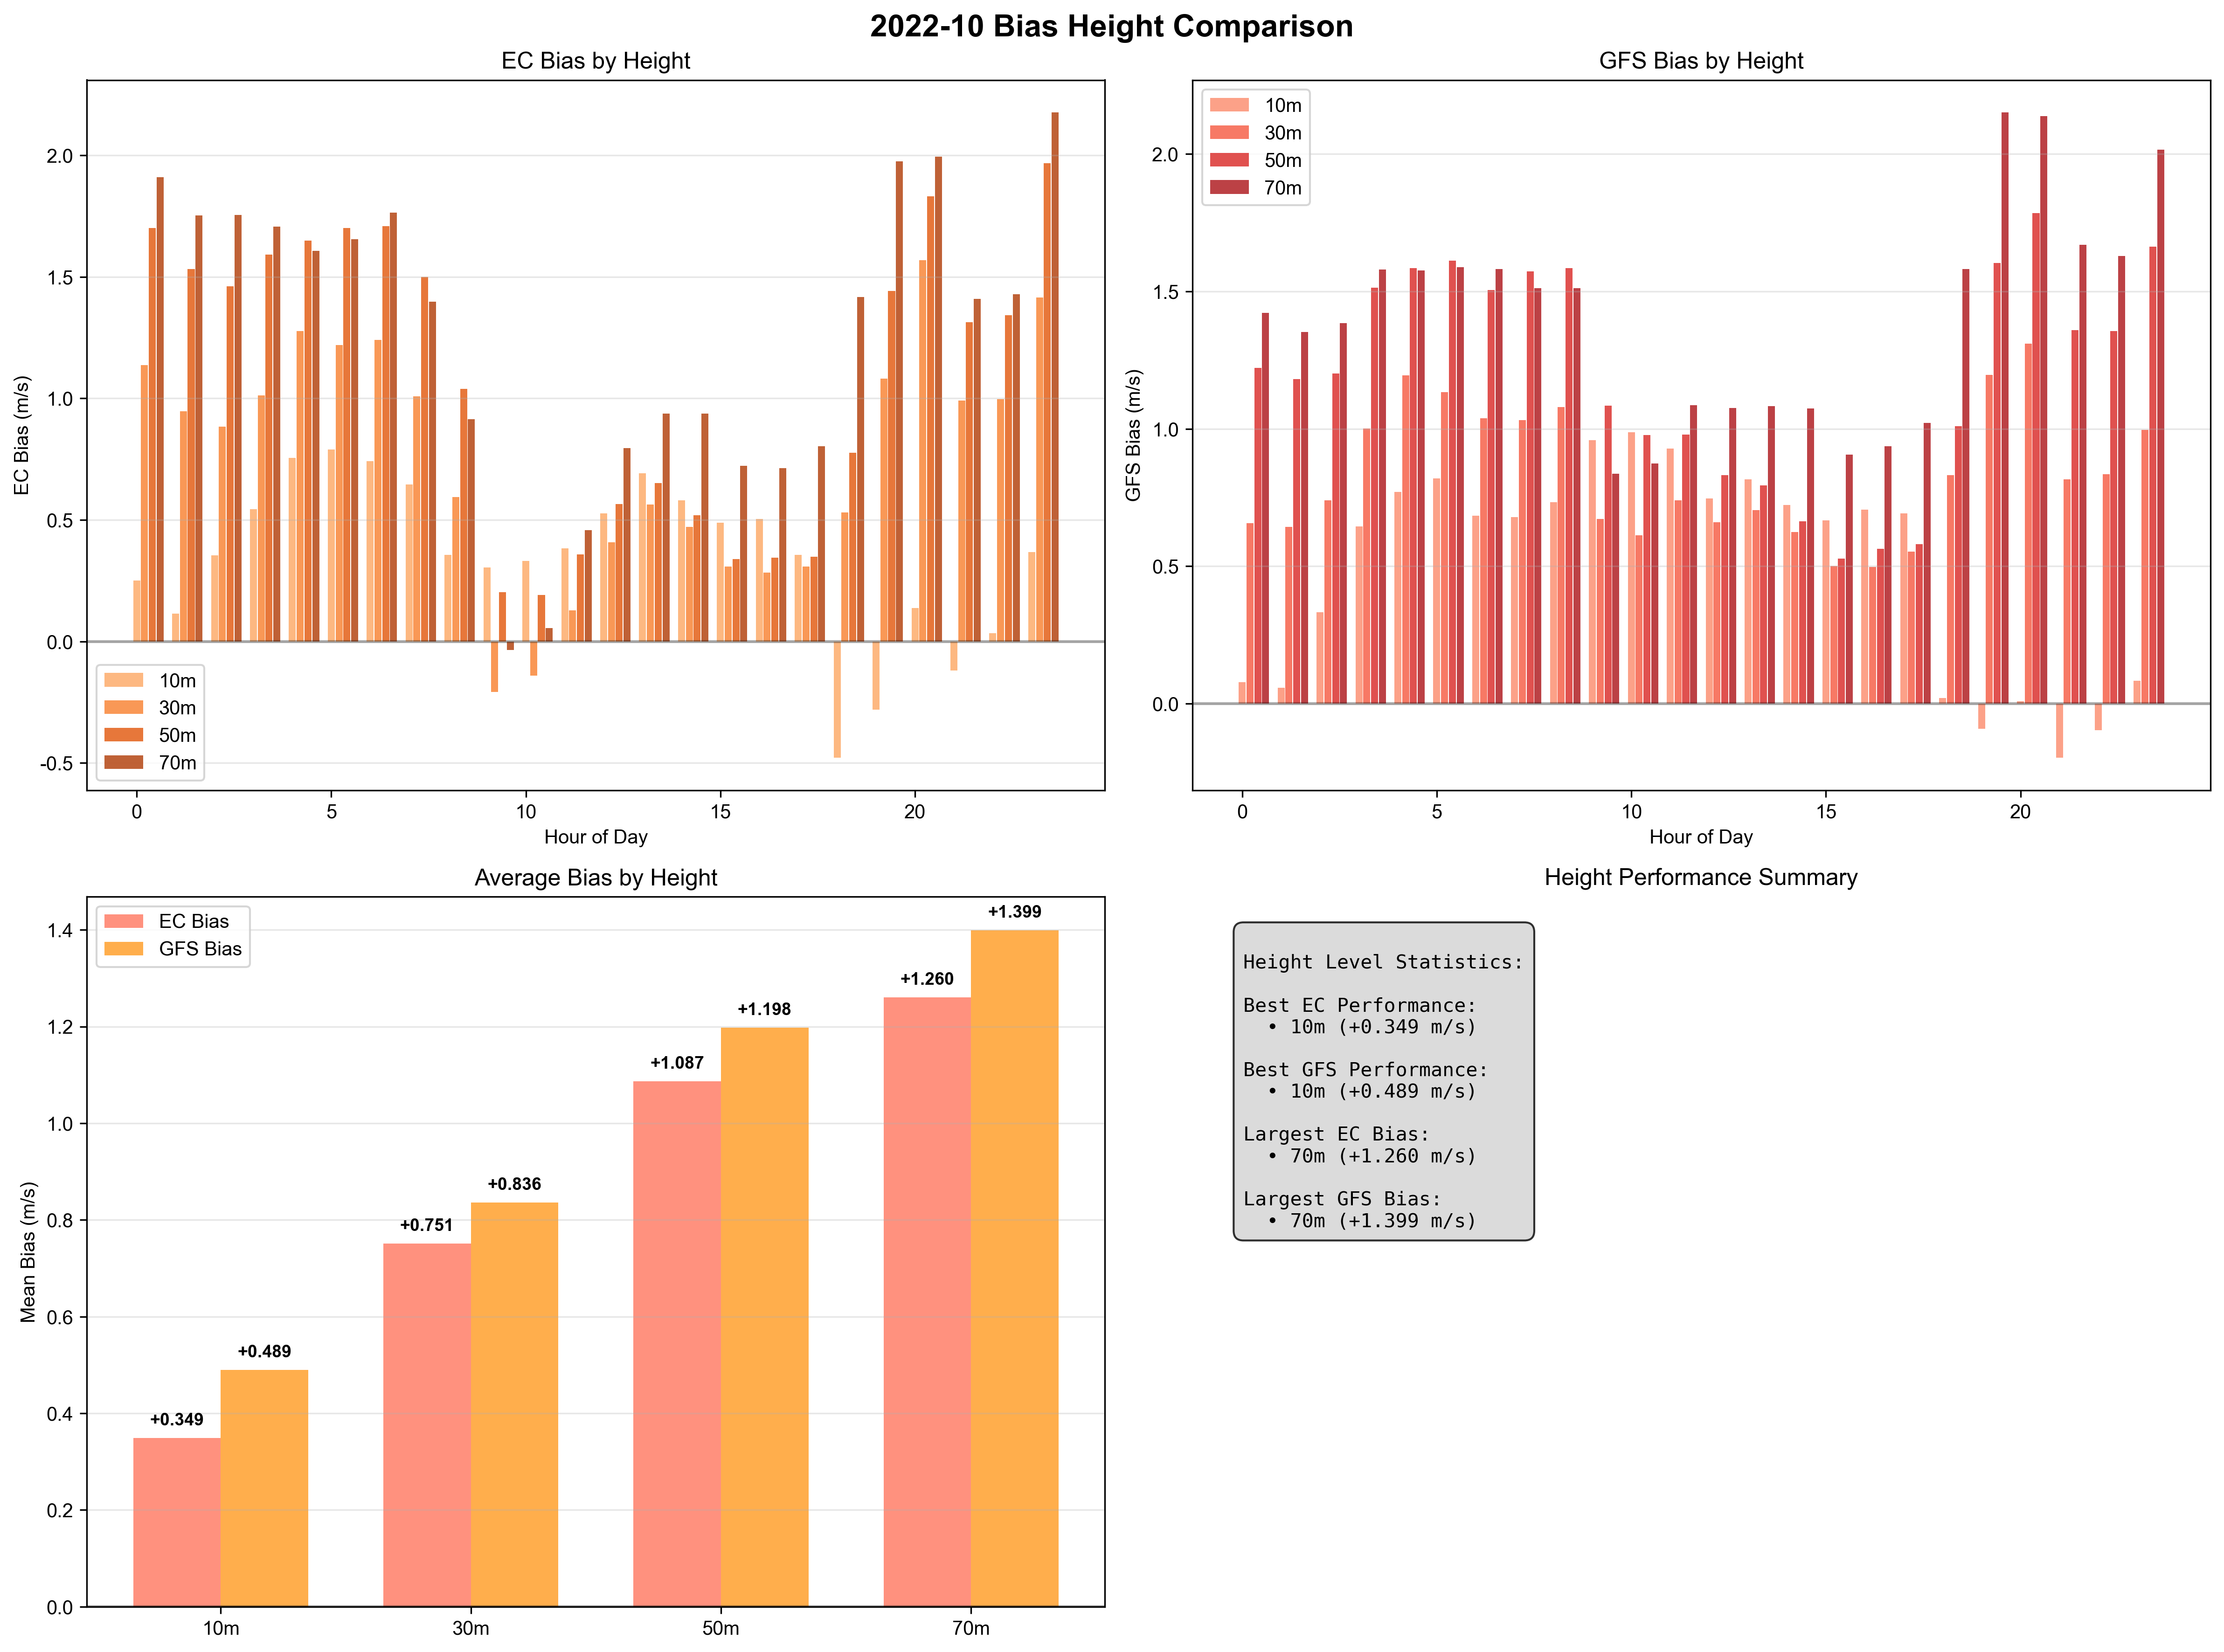 2022-10 Bias Height Comparison
EC Bias by Height
EC Bias (m/s)
2.0
1.5
1.0
0.5
0.0
-0.5
10m
30m
50m
70m
0
5
10
15
20
Hour of Day
GFS Bias by Height
GFS Bias (m/s)
10m
30m
50m
70m
2.0
1.5
1.0
0.5
0.0
0
5
10
15
20
Hour of Day
Average Bias by Height
Mean Bias (m/s)
EC Bias
GFS Bias
1.4
1.2
1.0
0.8
0.6
0.4
0.2
0.0
+0.349
+0.489
+0.751
+0.836
+1.087
+1.198
+1.260
+1.399
10m
30m
50m
70m
Height Performance Summary
Height Level Statistics:
Best EC Performance:
• 10m (+0.349 m/s)
Best GFS Performance:
• 10m (+0.489 m/s)
Largest EC Bias:
• 70m (+1.260 m/s)
Largest GFS Bias:
• 70m (+1.399 m/s)